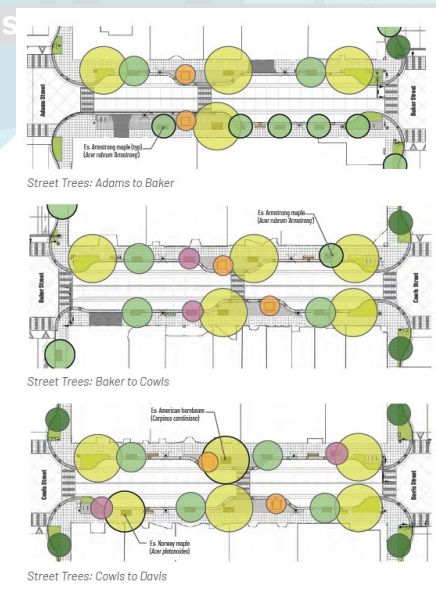 S
Adams Street
Baker Street
Ex. Armstrong maple (typ)
(Acer rubrum 'Armstrong')
Street Trees: Adams to Baker
Ex. Armstrong maple
(Acer rubrum 'Armstrong')
Baker Street
Cowls Street
Street Trees: Baker to Cowls
Ex. American hornbeam
(Carpinus caroliniana)
Cowls Street
Davis Street
Ex. Norway maple
(Acer platanoides)
Street Trees: Cowls to Davis